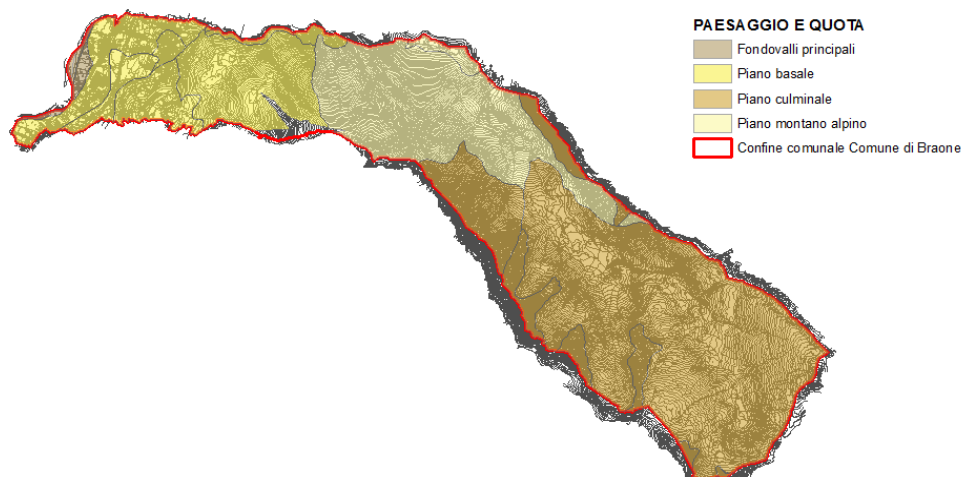 PAESAGGIO E QUOTA
Fondovalli principali
Piano basale
Piano culminale
Piano montano alpino
Confine comunale Comune di Braone